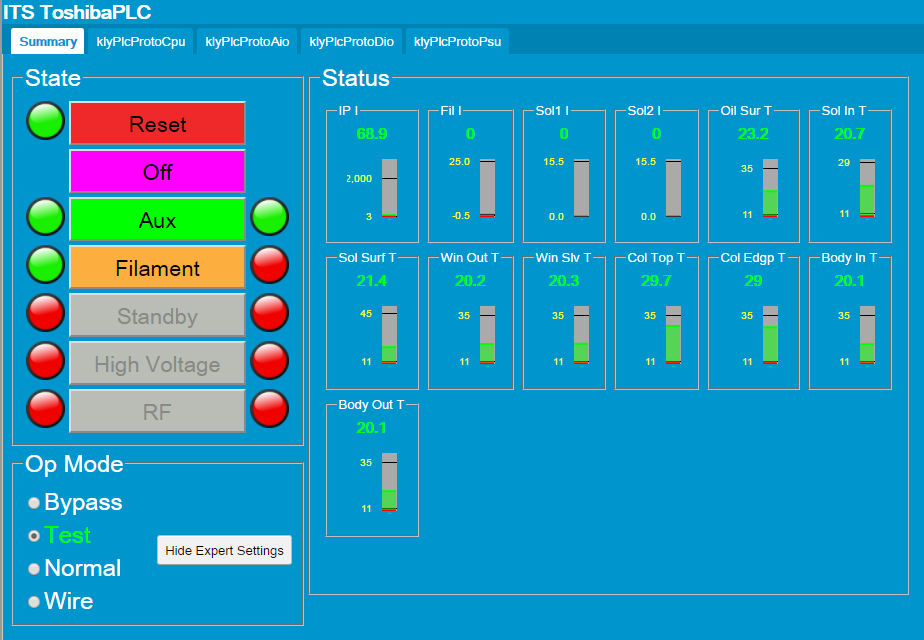 ITS ToshibaPLC
Summary klyPlcProtoCpu klyPlcProtoAio klyPlcProtoDio klyPlcProtoPsu
State
Reset
Off
Aux
Filament
Standby
High Voltage
RF
Op Mode
Bypass
Test
Normal
Wire
Hide Expert Settings
Status
IP I
68.9
2,000
3
Fil I
0
25.0
-0.5
Sol1 I
0
15.5
0.0
Sol2 I
0
15.5
0.0
Oil Sur T
23.2
35
11
Sol In T
20.7
29
11
Sol Surf T
21.4
45
11
Win Out T
20.2
35
11
Win Slv T
20.3
35
11
Col Top T
29.7
35
11
Col Edgp T
29
35
11
Body In T
20.1
35
11
Body Out T
20.1
35
11